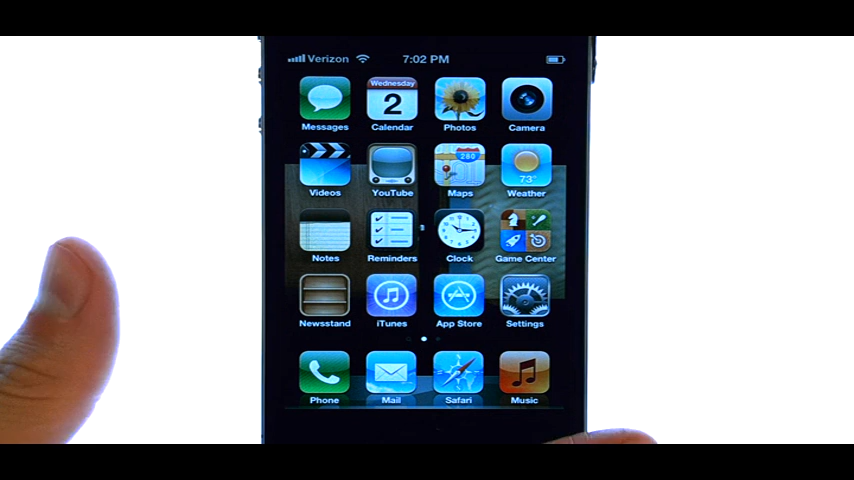 Verizon 7:02 PM
Wednesday
2
Messages Calendar Photos Camera
280
73°
Videos YouTube Maps Weather
Notes Reminders Clock Game Center
Newsstand iTunes App Store Settings
Phone Mail Safari Music